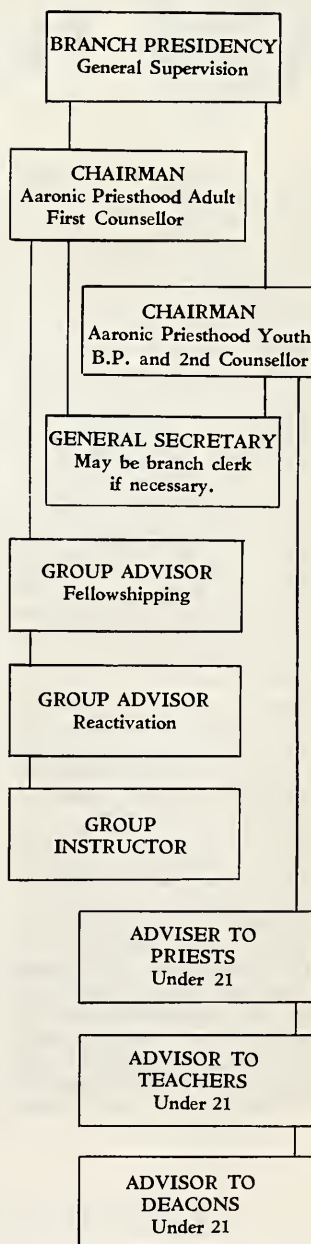 BRANCH PRESIDENCY
General Supervision
CHAIRMAN
Aaronic Priesthood Adult
First Counsellor
CHAIRMAN
Aaronic Priesthood Youth
B.P. and 2nd Counsellor
GENERAL SECRETARY
May be branch clerk
if necessary.
GROUP ADVISOR
Fellowshipping
GROUP ADVISOR
Reactivation
GROUP
INSTRUCTOR
ADVISER TO
PRIESTS
Under 21
ADVISOR TO
TEACHERS
Under 21
ADVISOR TO
DEACONS
Under 21